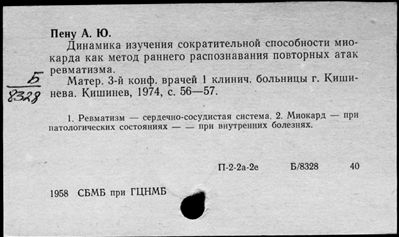 Пену А. Ю.
Динамика изучения сократительной способности мио-
карда как метод раннего распознавания повторных атак
ревматизма.
Матер. 3-й конф. врачей 1 клинич. больницы г. Киши-
нева. Кишинев, 1974, с. 56—57.
Б
8328
1. Ревматизм — сердечно-сосудистая система. 2. Миокард — при
патологических состояниях — — при внутренних болезнях.
П-2-2а-2е Б/8328 40
1958 СБМБ при ГЦНМБ